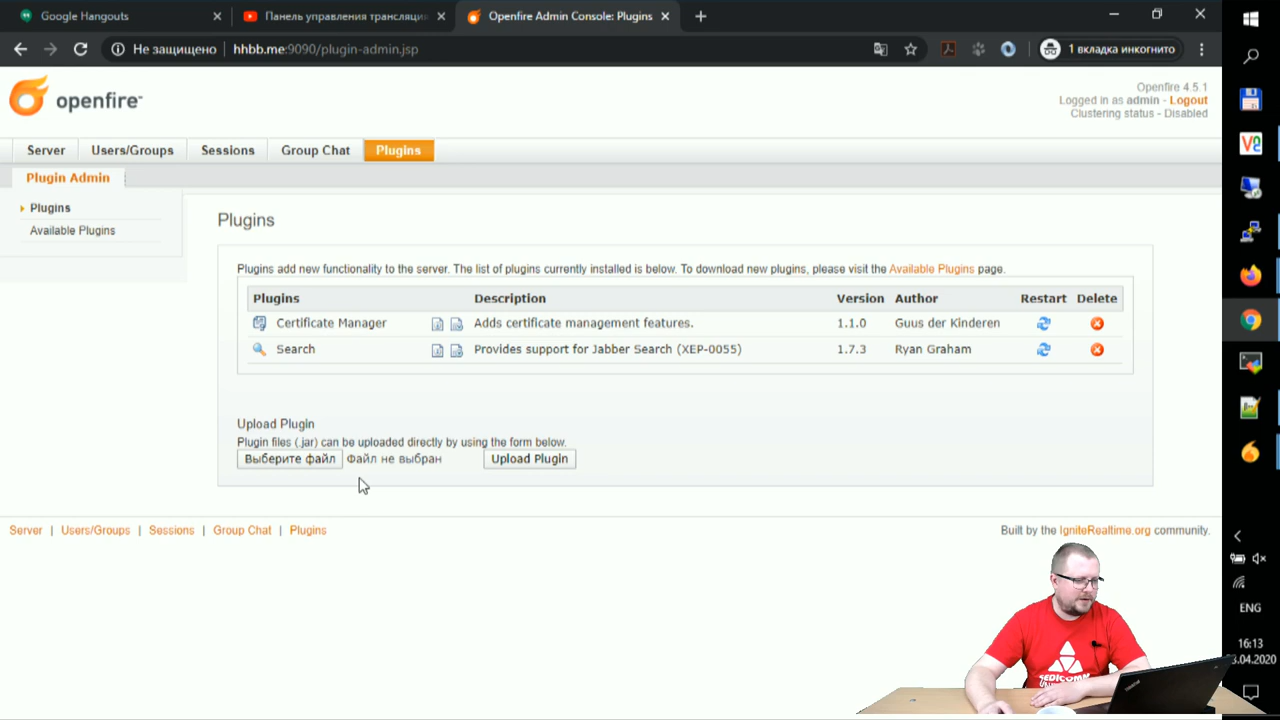 Google Hangouts
Панель управления трансляцие
Openfire Admin Console: Plugins
Не защищено
hhbb.me:9090/plugin-admin.jsp
1 вкладка инкогнито
openfire
Openfire 4.5.1
Logged in as admin - Logout
Clustering status - Disabled
Server
Users/Groups
Sessions
Group Chat
Plugins
Plugin Admin
Plugins
Available Plugins
Plugins
Plugins add new functionality to the server. The list of plugins currently installed is below. To download new plugins, please visit the Available Plugins page.
Plugins Description Version Author Restart Delete
Certificate Manager Adds certificate management features. 1.1.0 Guus der Kinderen
Search Provides support for Jabber Search (XEP-0055) 1.7.3 Ryan Graham
Upload Plugin
Plugin files (.jar) can be uploaded directly by using the form below.
Выберите файл Файл не выбран Upload Plugin
Server | Users/Groups | Sessions | Group Chat | Plugins
Built by the IgniteRealtime.org community.
ENG
16:13
.04.2020
SEDICOMM